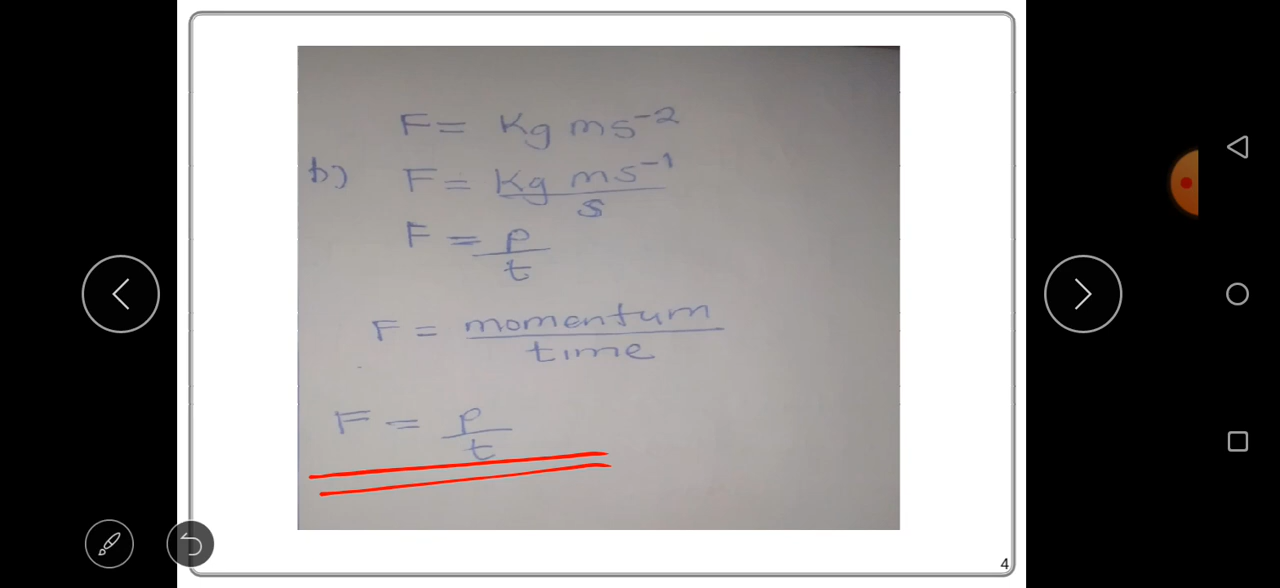 F = Kg ms⁻²
b) F = Kg ms⁻¹ / s
F = p / t
F = momentum / time
F = p / t
4